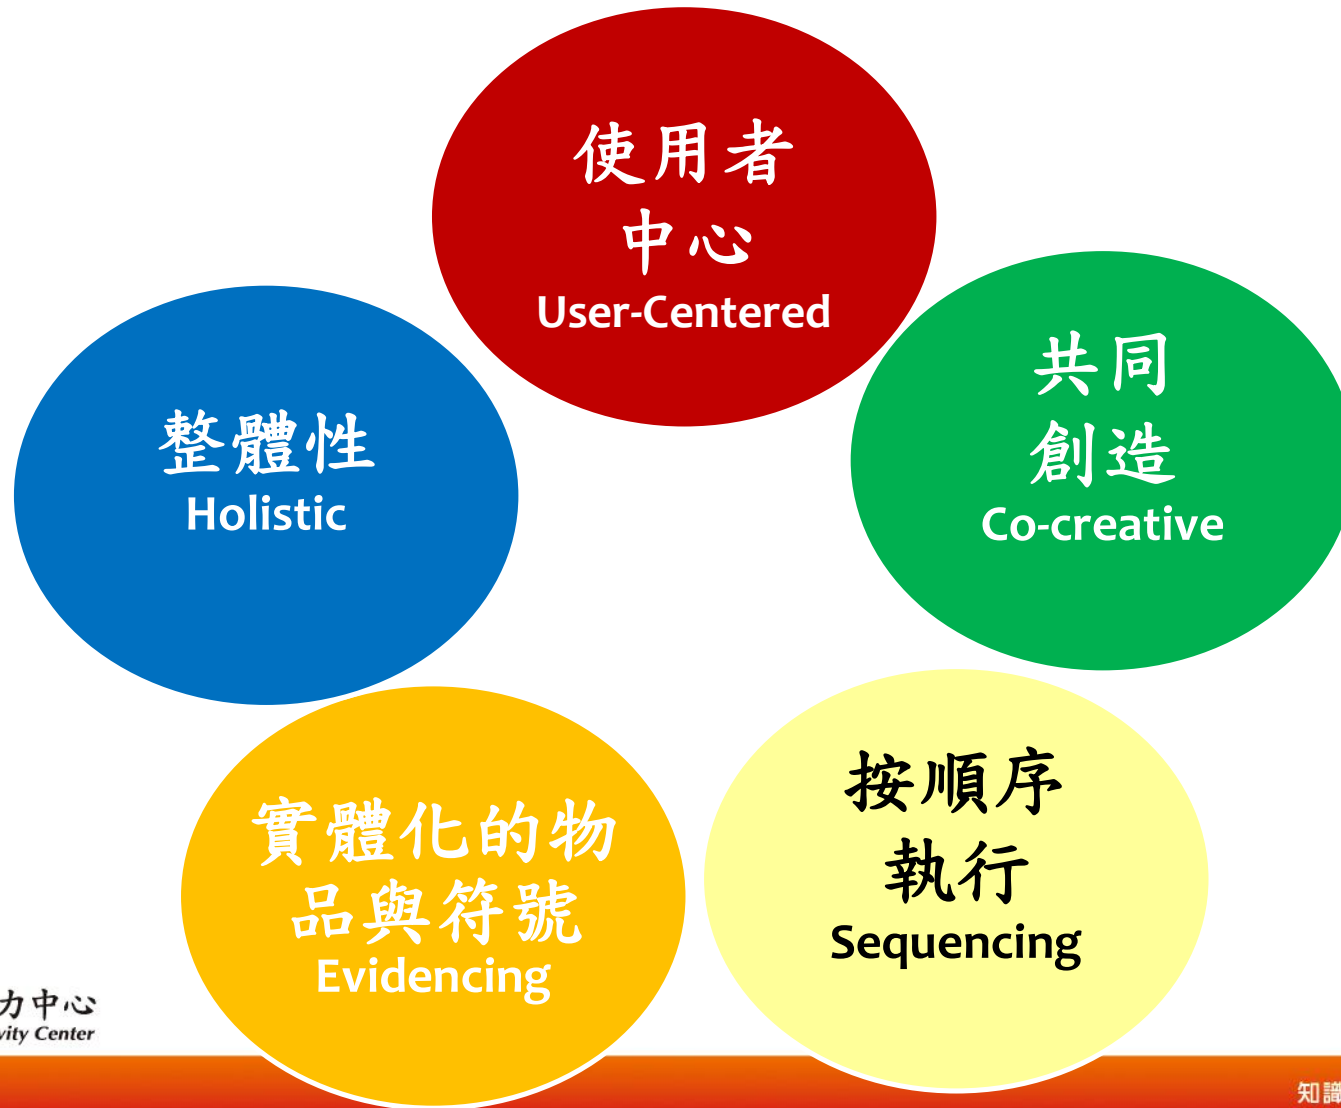 使用者
中心
User-Centered
共同
創造
Co-creative
整體性
Holistic
按順序
執行
Sequencing
實體化的物
品與符號
Evidencing
力中心
vity Center
知識